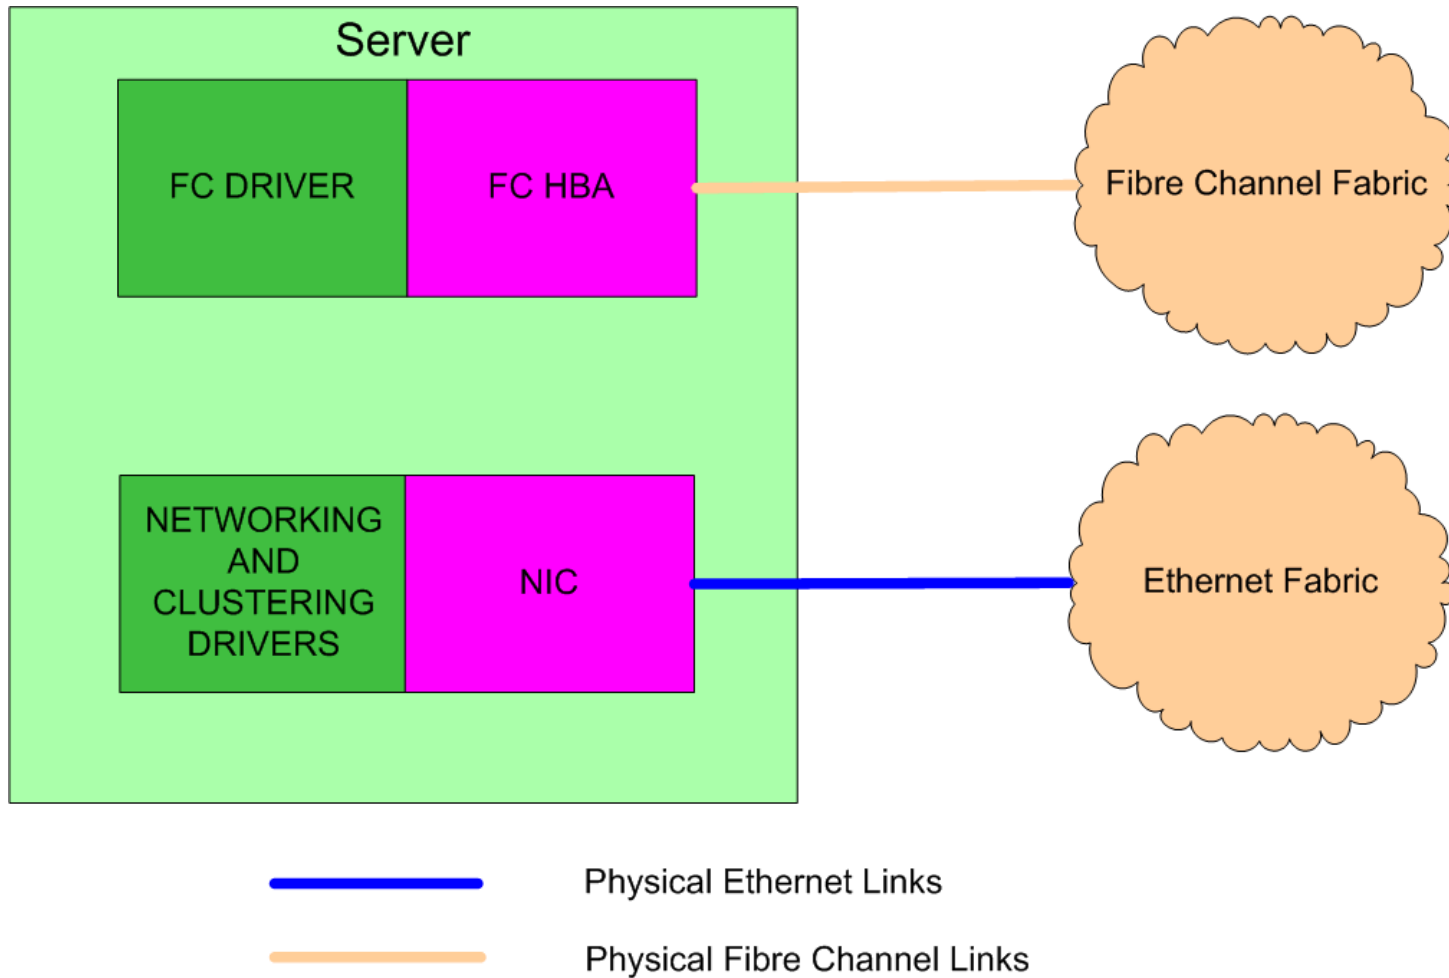 Server
FC DRIVER
FC HBA
Fibre Channel Fabric
NETWORKING
AND
CLUSTERING
DRIVERS
NIC
Ethernet Fabric
Physical Ethernet Links
Physical Fibre Channel Links